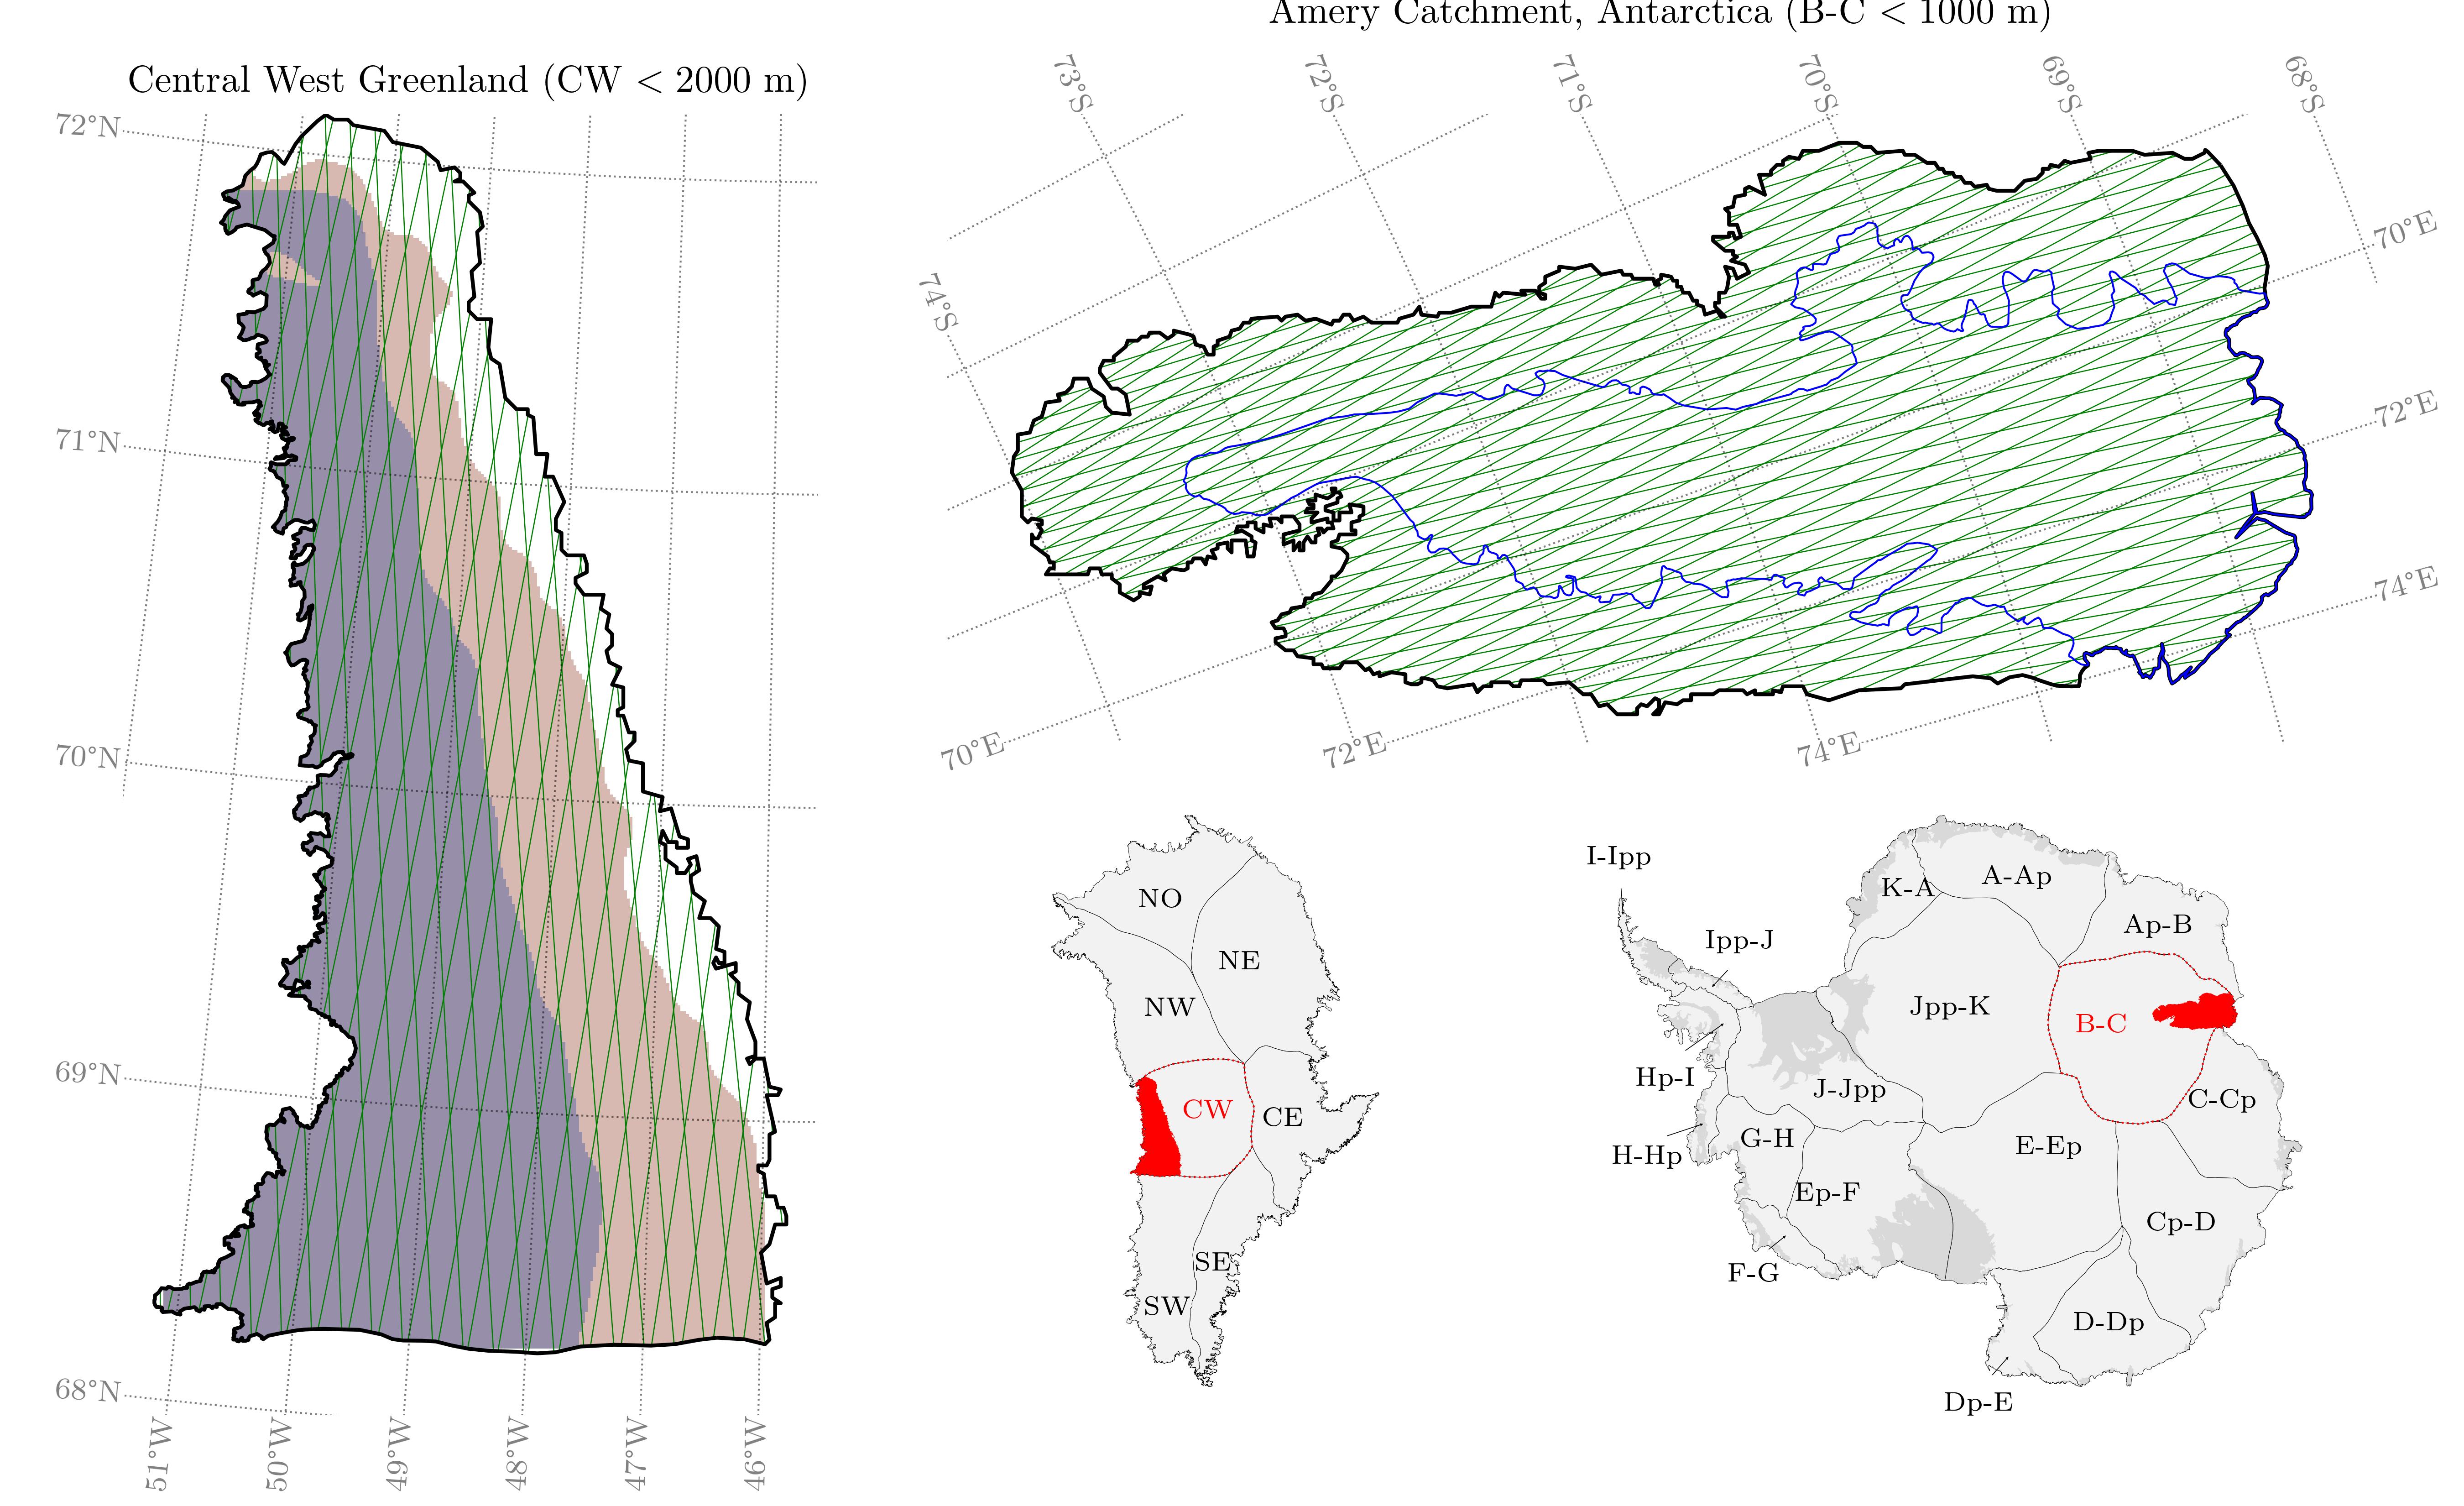 Amery Catchment, Antarctica (B-C < 1000 m)
Central West Greenland (CW < 2000 m)
72°N
71°N
70°N
69°N
68°N
51°W
50°W
49°W
48°W
47°W
46°W
73°S
72°S
71°S
70°S
69°S
68°S
74°S
70°E
72°E
74°E
70°E
72°E
74°E
NO
NE
NW
CW
CE
SE
SW
I-Ipp
K-A
A-Ap
Ap-B
Ipp-J
Jpp-K
B-C
Hp-I
J-Jpp
C-Cp
H-Hp
G-H
E-Ep
Ep-F
Cp-D
F-G
D-Dp
Dp-E